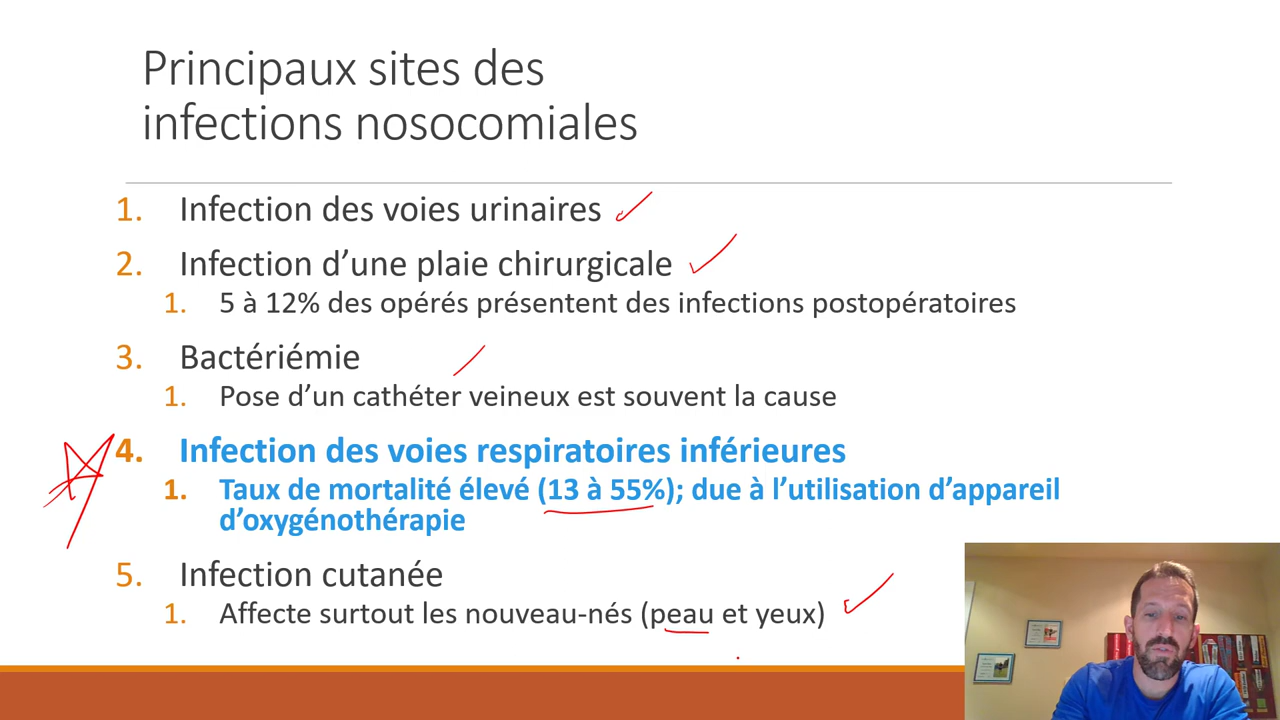 Principaux sites des
infections nosocomiales
1. Infection des voies urinaires
2. Infection d’une plaie chirurgicale
1. 5 à 12% des opérés présentent des infections postopératoires
3. Bactériémie
1. Pose d’un cathéter veineux est souvent la cause
4. Infection des voies respiratoires inférieures
1. Taux de mortalité élevé (13 à 55%); due à l’utilisation d’appareil
d’oxygénothérapie
5. Infection cutanée
1. Affecte surtout les nouveau-nés (peau et yeux)